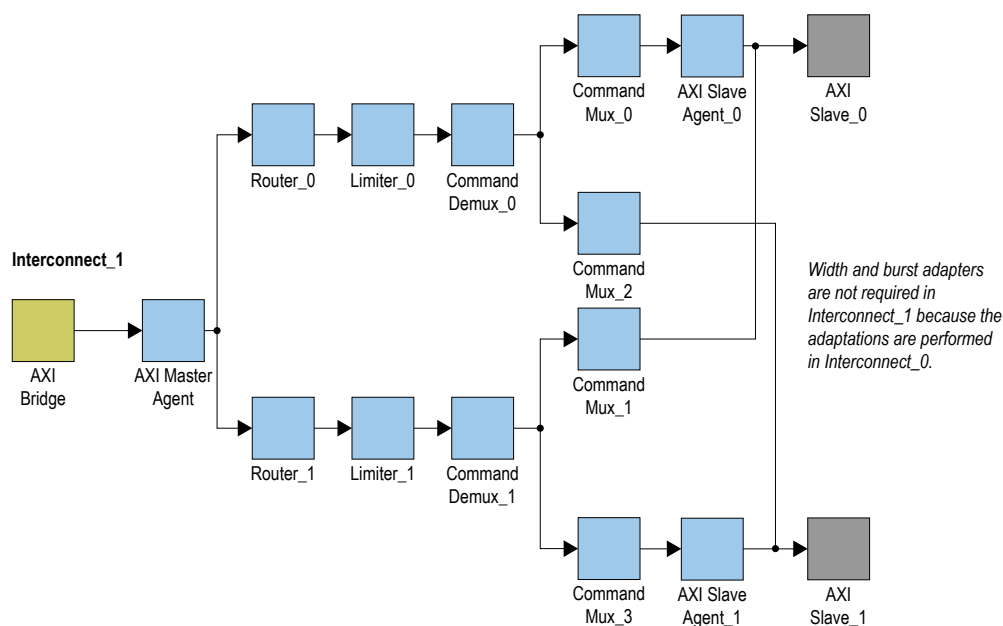 Command
Mux_0
AXI Slave
Agent_0
AXI
Slave_0
Router_0
Limiter_0
Command
Demux_0
Interconnect_1
Command
Mux_2
Width and burst adapters
are not required in
Interconnect_1 because the
adaptations are performed
in Interconnect_0.
AXI
Bridge
AXI Master
Agent
Command
Mux_1
Router_1
Limiter_1
Command
Demux_1
Command
Mux_3
AXI Slave
Agent_1
AXI
Slave_1